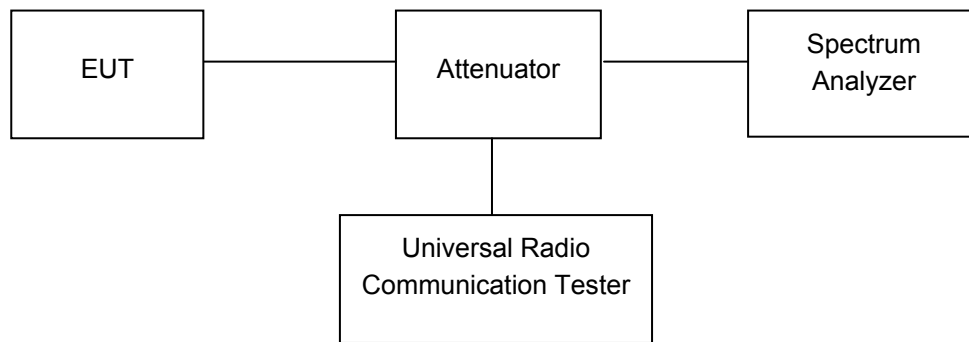 EUT
Attenuator
Spectrum
Analyzer
Universal Radio
Communication Tester